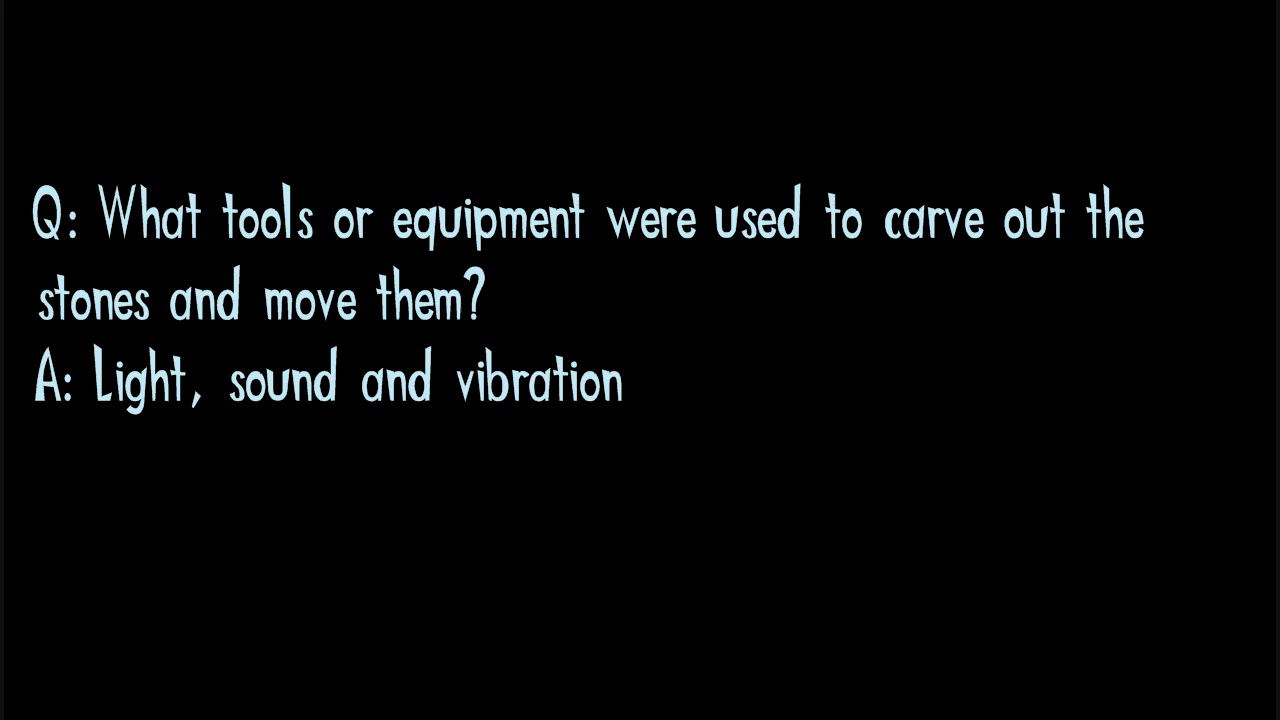 Q: What tools or equipment were used to carve out the
stones and move them?
A: Light, sound and vibration